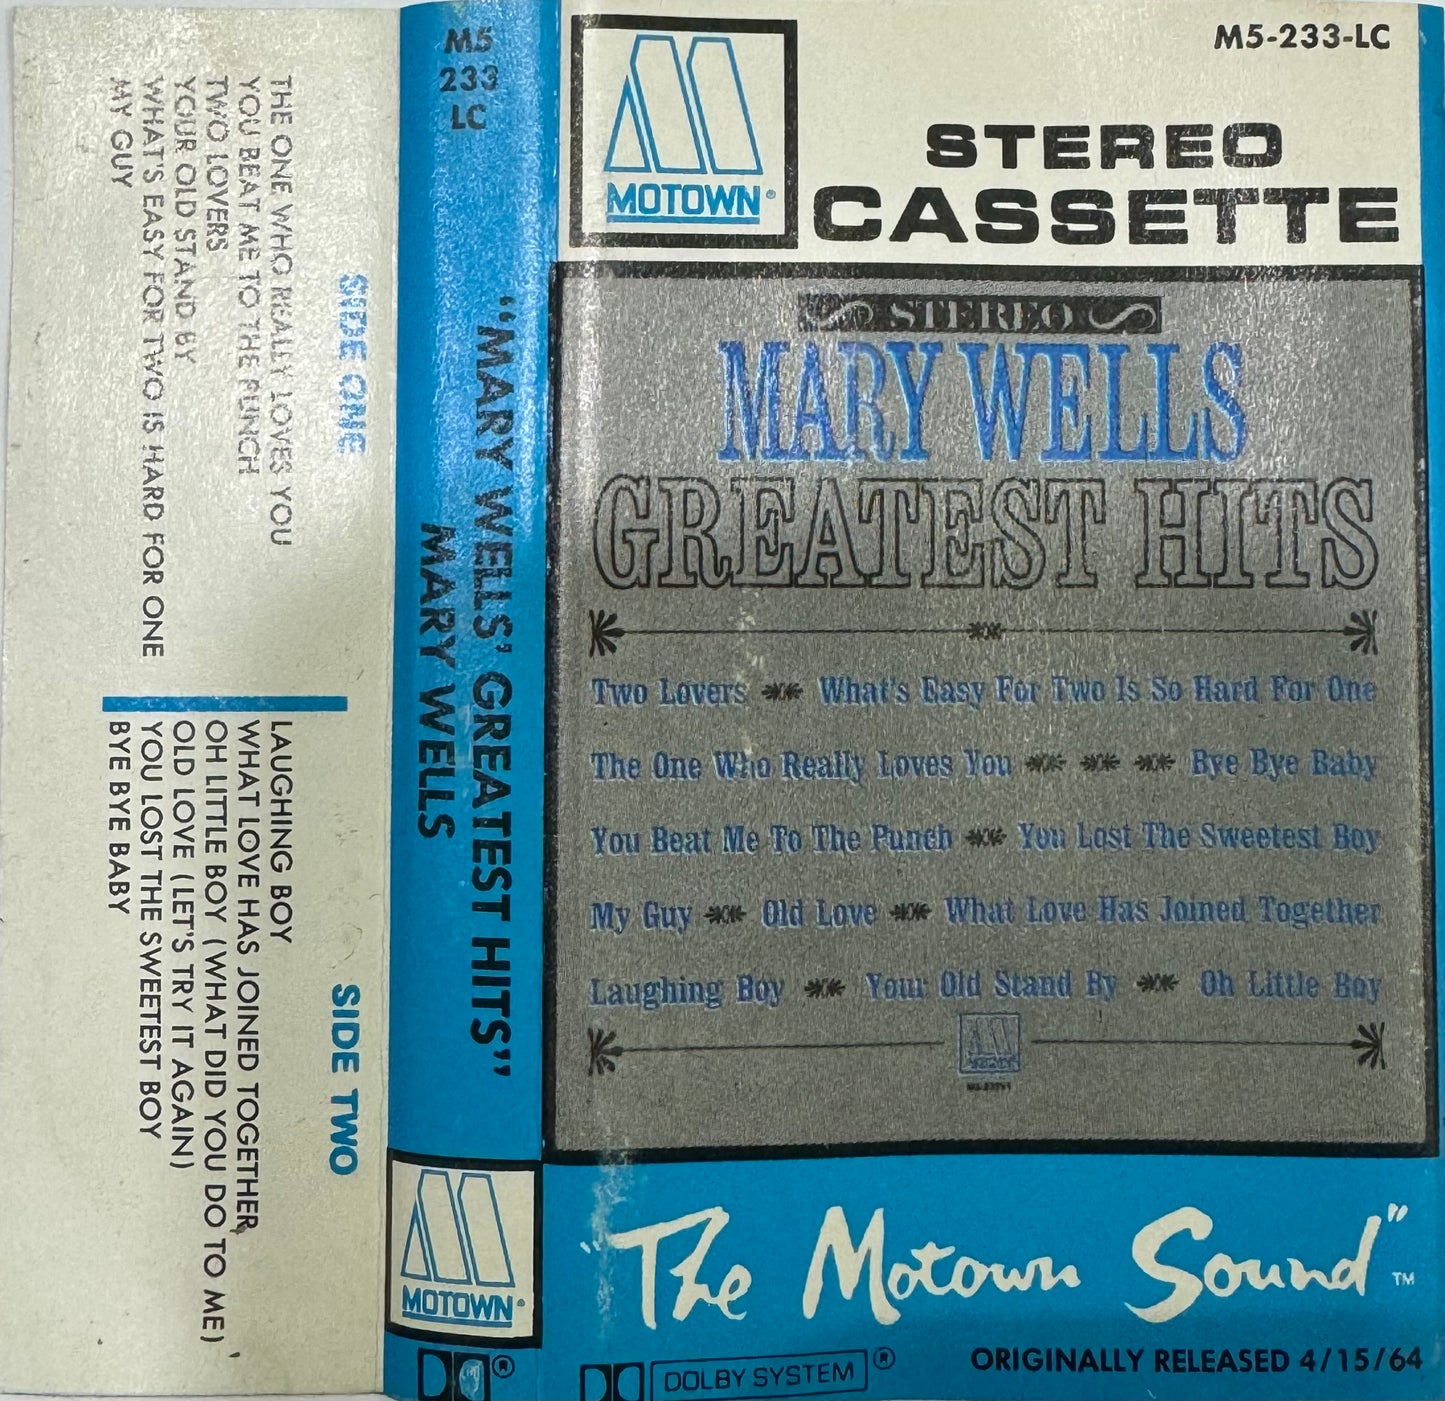 SIDE ONE
THE ONE WHO REALLY LOVES YOU
YOU BEAT ME TO THE PUNCH
TWO LOVERS
YOUR OLD STAND BY
WHAT'S EASY FOR TWO IS HARD FOR ONE
MY GUY
SIDE TWO
LAUGHING BOY
WHAT LOVE HAS JOINED TOGETHER
OH LITTLE BOY (WHAT DID YOU DO TO ME)
OLD LOVE (LET'S TRY IT AGAIN)
YOU LOST THE SWEETEST BOY
BYE BYE BABY
M5
233
LC
"MARY WELLS' GREATEST HITS"
MARY WELLS
MOTOWN®
®
MOTOWN®
M5-233-LC
STEREO
CASSETTE
STEREO
MARY WELLS
GREATEST HITS
Two Lovers What's Easy For Two Is So Hard For One
The One Who Really Loves You Bye Bye Baby
You Beat Me To The Punch You Lost The Sweetest Boy
My Guy Old Love What Love Has Joined Together
Laughing Boy Your Old Stand By Oh Little Boy
"The Motown Sound"™
DOLBY SYSTEM®
ORIGINALLY RELEASED 4/15/64